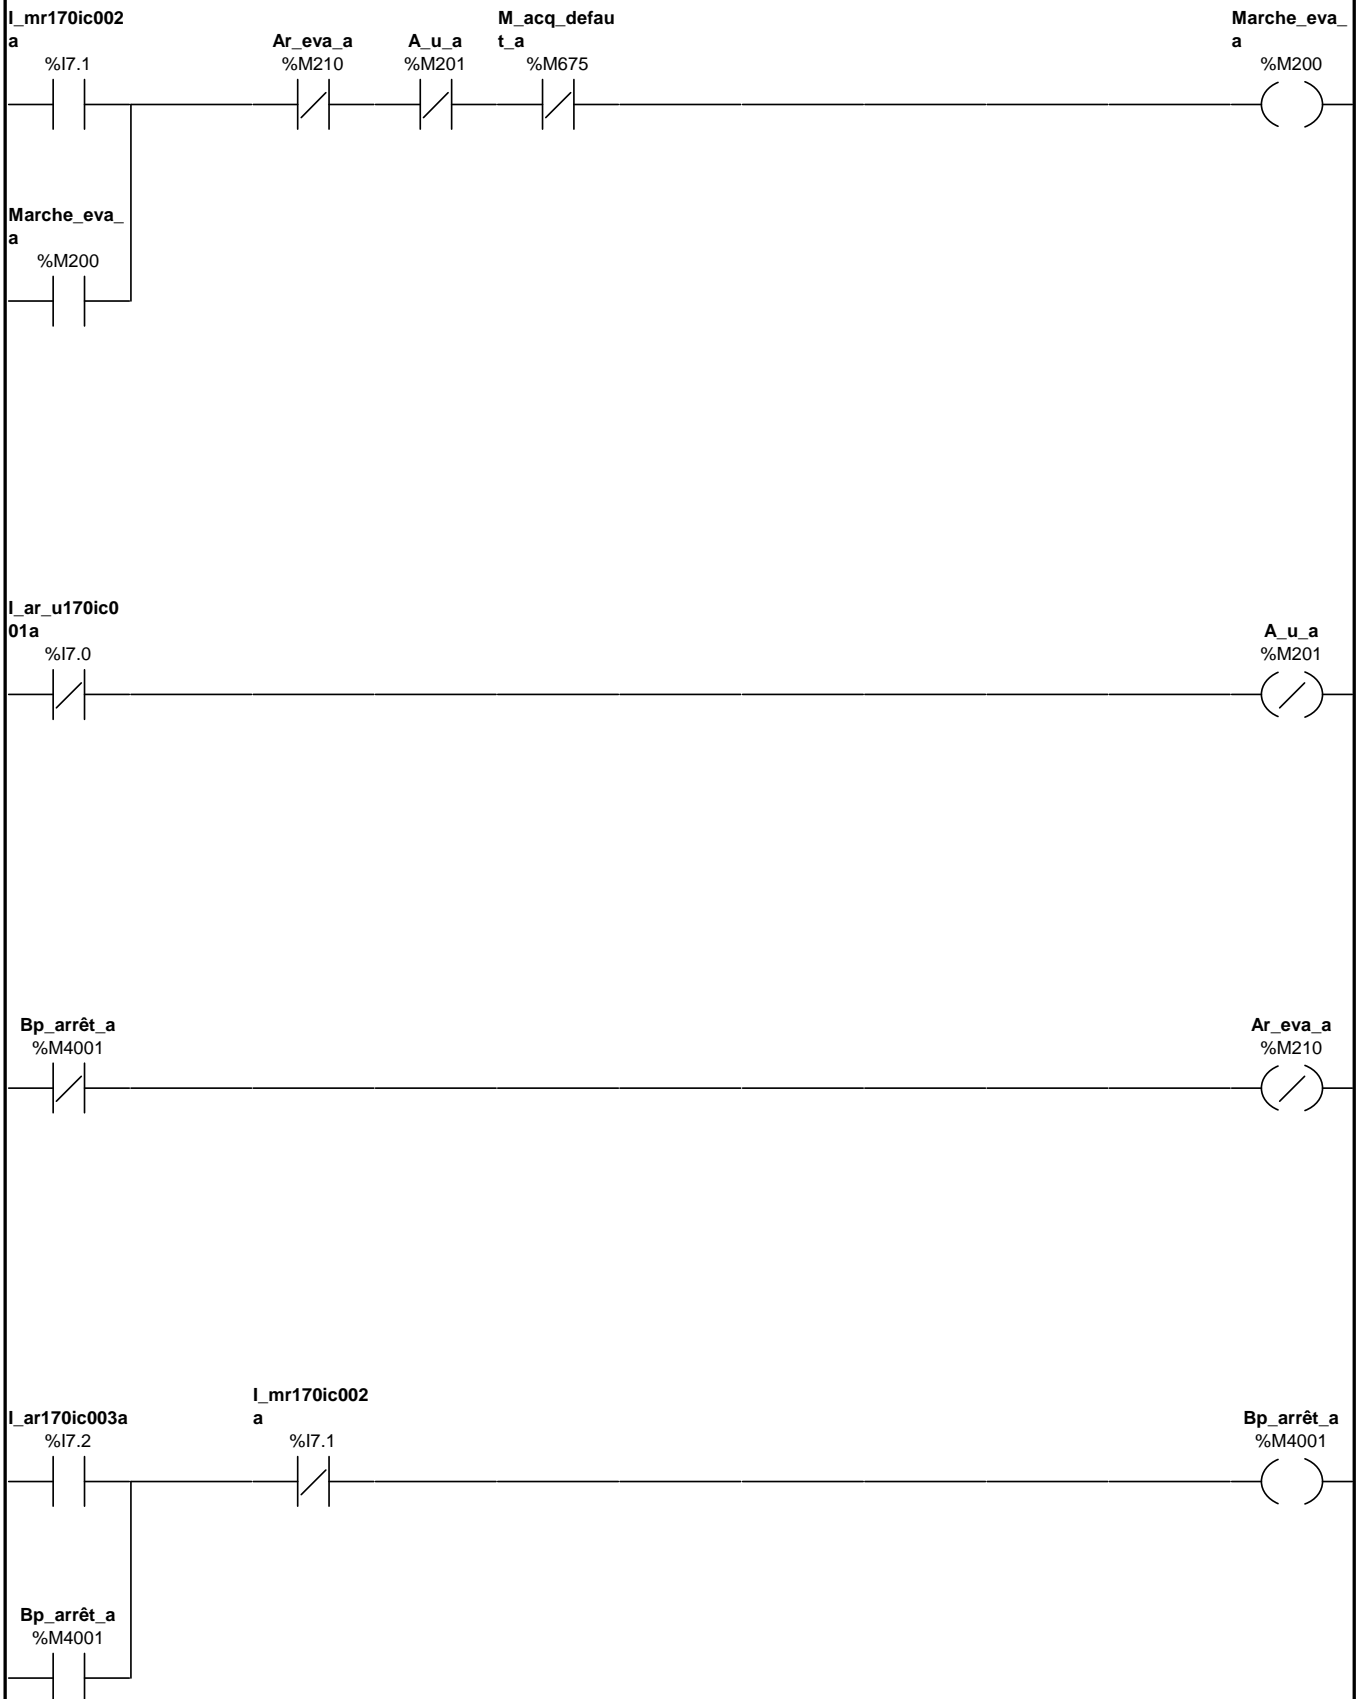 I_mr170ic002
a
%I7.1
Ar_eva_a
%M210
A_u_a
%M201
M_acq_defau
t_a
%M675
Marche_eva_
a
%M200
Marche_eva_
a
%M200
I_ar_u170ic0
01a
%I7.0
A_u_a
%M201
Bp_arrêt_a
%M4001
Ar_eva_a
%M210
I_ar170ic003a
%I7.2
I_mr170ic002
a
%I7.1
Bp_arrêt_a
%M4001
Bp_arrêt_a
%M4001